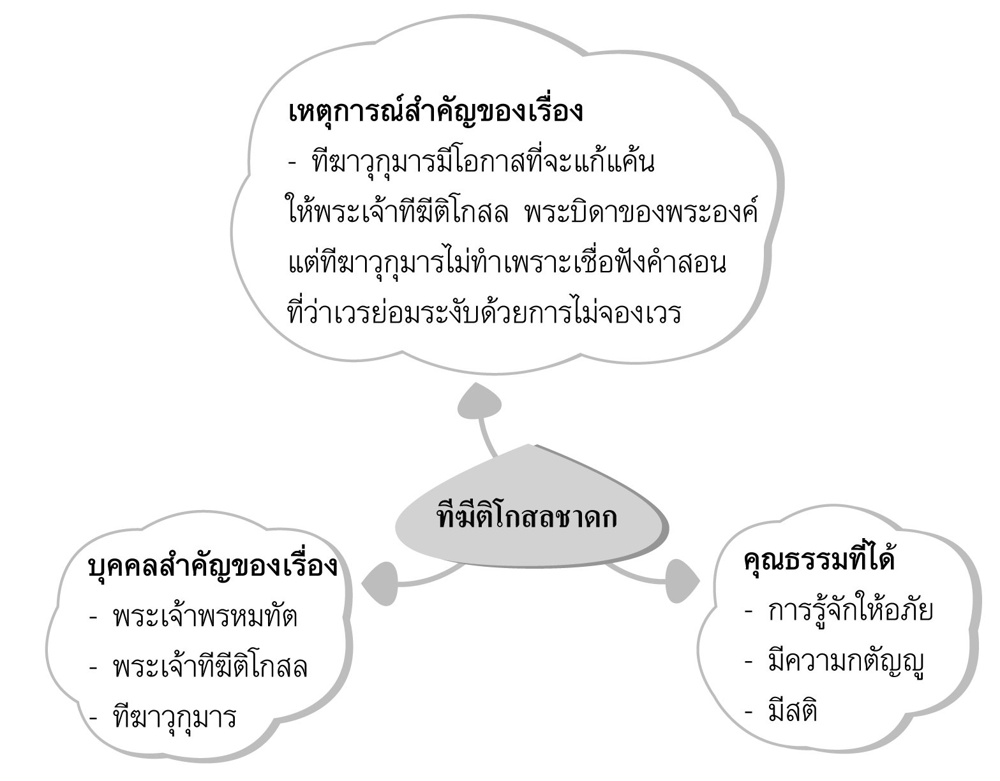 เหตุการณ์สำคัญของเรื่อง
- ทีฆาวุกุมารมีโอกาสที่จะแก้แค้น
ให้พระเจ้าทีฆีติโกสล พระบิดาของพระองค์
แต่ทีฆาวุกุมารไม่ทำเพราะเชื่อฟังคำสอน
ที่ว่าเวรย่อมระงับด้วยการไม่จองเวร
ทีฆีติโกสลชาดก
บุคคลสำคัญของเรื่อง
- พระเจ้าพรหมทัต
- พระเจ้าทีฆีติโกสล
- ทีฆาวุกุมาร
คุณธรรมที่ได้
- การรู้จักให้อภัย
- มีความกตัญญู
- มีสติ